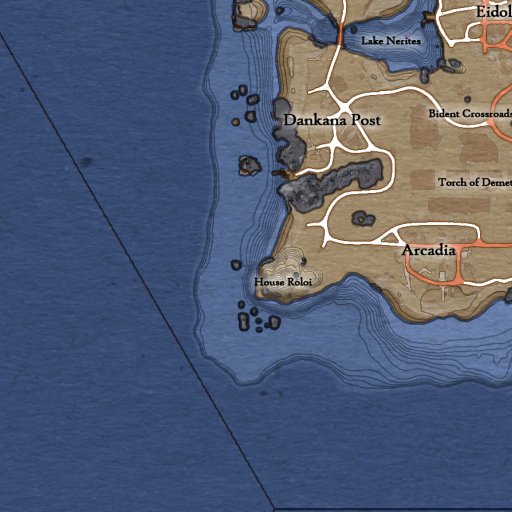 Eidol
Lake Nerites
Bident Crossroads
Dankana Post
Torch of Demet
Arcadia
House Roloi